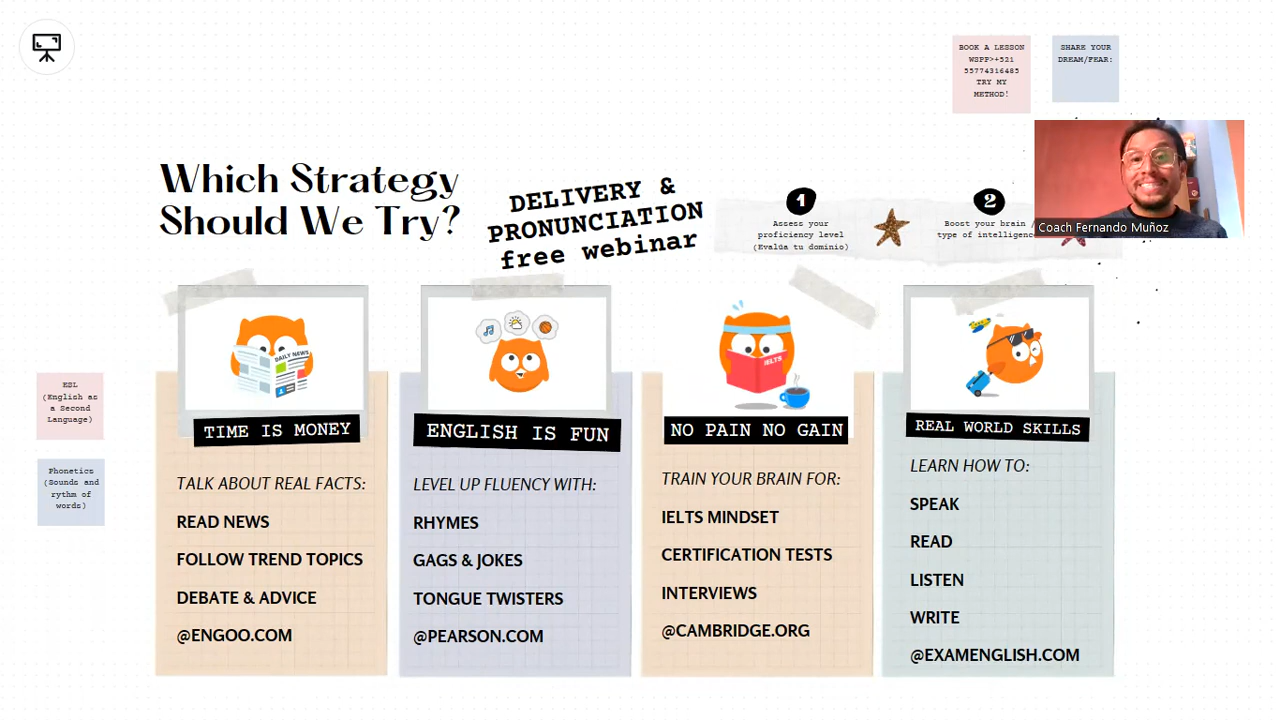 BOOK A LESSON
WSPP>+521
55774316485
TRY MY
METHOD!
SHARE YOUR
DREAM/FEAR:
Which Strategy
Should We Try?
DELIVERY &
PRONUNCIATION
free webinar
1
Assess your
proficiency level
(Evalúa tu dominio)
2
Boost your brain /
type of intelligence
Coach Fernando Muñoz
ESL
(English as
a Second
Language)
Phonetics
(Sounds and
rythm of
words)
DAILY NEWS
TIME IS MONEY
TALK ABOUT REAL FACTS:
READ NEWS
FOLLOW TREND TOPICS
DEBATE & ADVICE
@ENGOO.COM
ENGLISH IS FUN
LEVEL UP FLUENCY WITH:
RHYMES
GAGS & JOKES
TONGUE TWISTERS
@PEARSON.COM
IELTS
NO PAIN NO GAIN
TRAIN YOUR BRAIN FOR:
IELTS MINDSET
CERTIFICATION TESTS
INTERVIEWS
@CAMBRIDGE.ORG
REAL WORLD SKILLS
LEARN HOW TO:
SPEAK
READ
LISTEN
WRITE
@EXAMENGLISH.COM